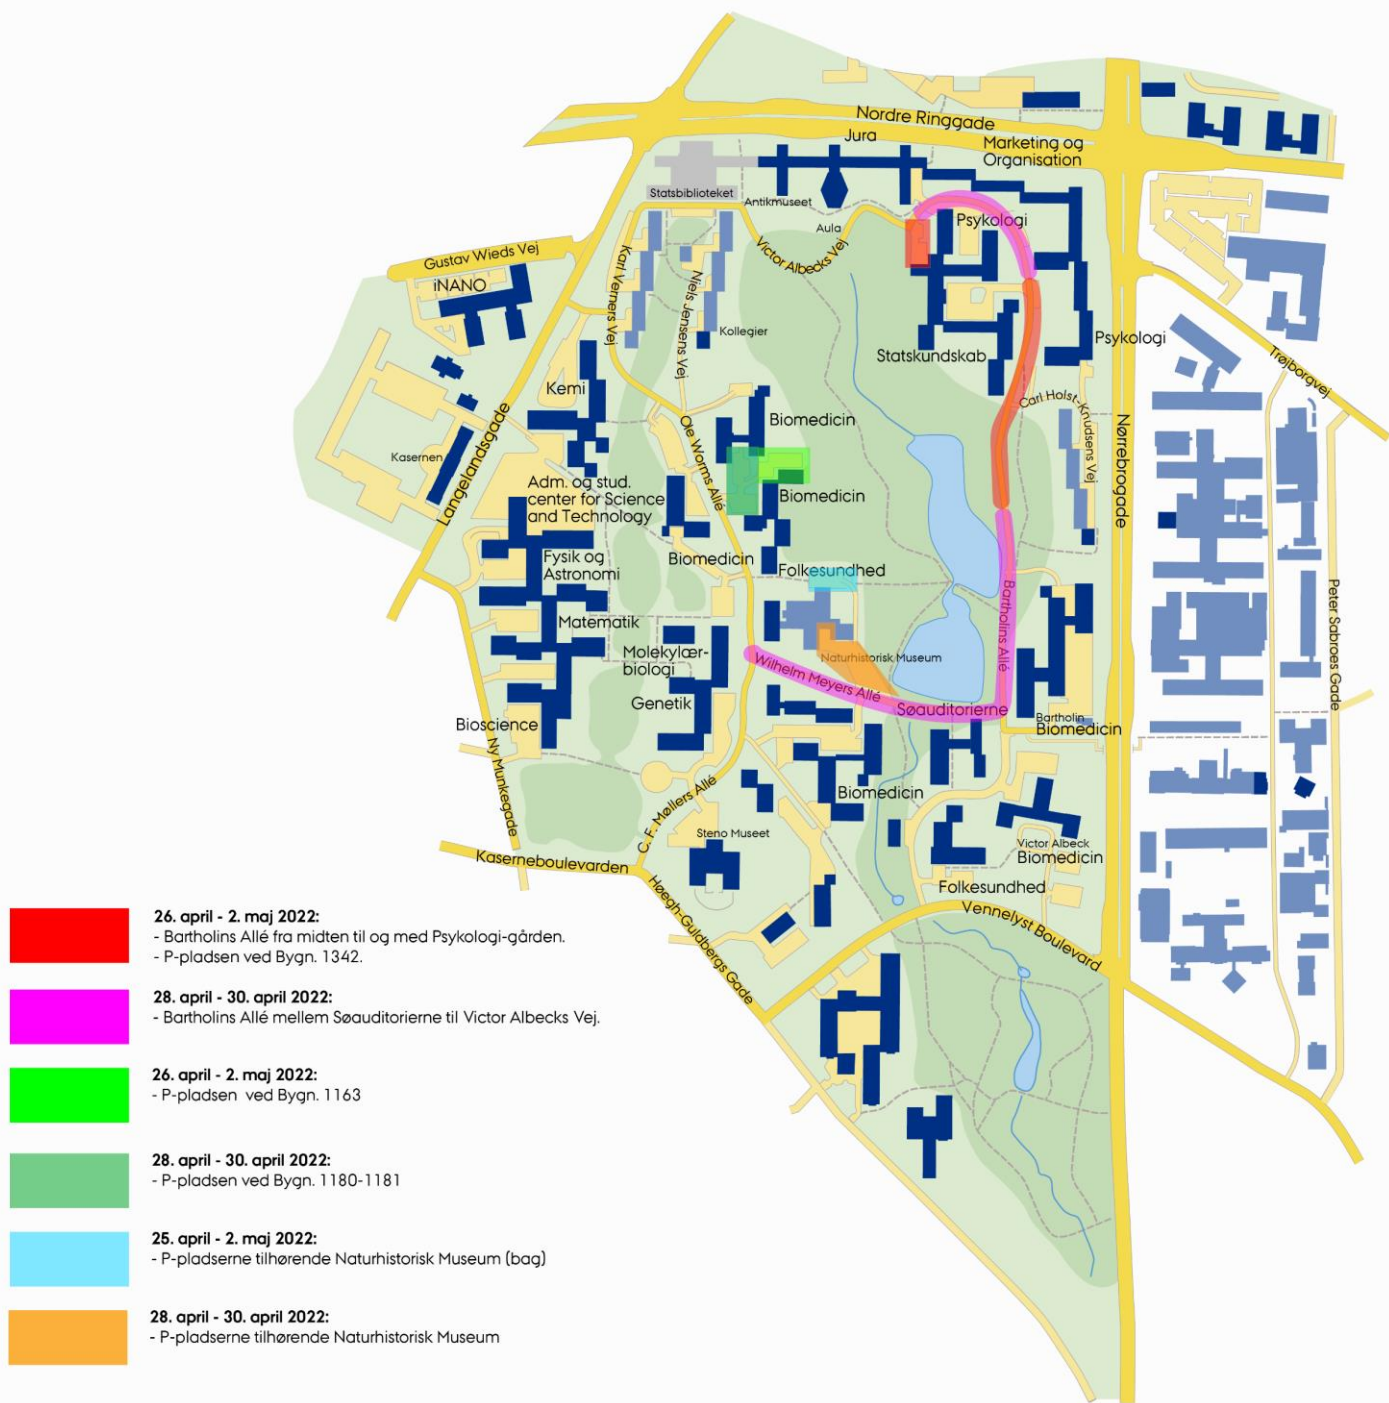 Nordre Ringgade
Jura
Marketing og
Organisation
Statsbiblioteket
Antikmuseet
Aula
Psykologi
Victor Albecks Vej
Gustav Wieds Vej
iNANO
Karl Verners Vej
Niels Jensens Vej
Kollegier
Statskundskab
Psykologi
Trøjborgvej
Kemi
Carl Holst-Knudsens Vej
Ole Worms Allé
Biomedicin
Nørrebrogade
Kasernen
Langelandsgade
Adm. og stud.
center for Science
and Technology
Biomedicin
Fysik og
Astronomi
Biomedicin
Folkesundhed
Bartholins Allé
Peter Sabroes Gade
Matematik
Molekylær-
biologi
Naturhistorisk Museum
Wilhelm Meyers Allé
Genetik
Søauditorierne
Bioscience
Bartholin
Biomedicin
Ny Munkegade
Biomedicin
C. F. Møllers Allé
Steno Museet
Victor Albeck
Biomedicin
Kaserneboulevarden
Folkesundhed
Høegh-Guldbergs Gade
Vennelyst Boulevard
26. april - 2. maj 2022:
- Bartholins Allé fra midten til og med Psykologi-gården.
- P-pladsen ved Bygn. 1342.
28. april - 30. april 2022:
- Bartholins Allé mellem Søauditorierne til Victor Albecks Vej.
26. april - 2. maj 2022:
- P-pladsen ved Bygn. 1163
28. april - 30. april 2022:
- P-pladsen ved Bygn. 1180-1181
25. april - 2. maj 2022:
- P-pladserne tilhørende Naturhistorisk Museum (bag)
28. april - 30. april 2022:
- P-pladserne tilhørende Naturhistorisk Museum